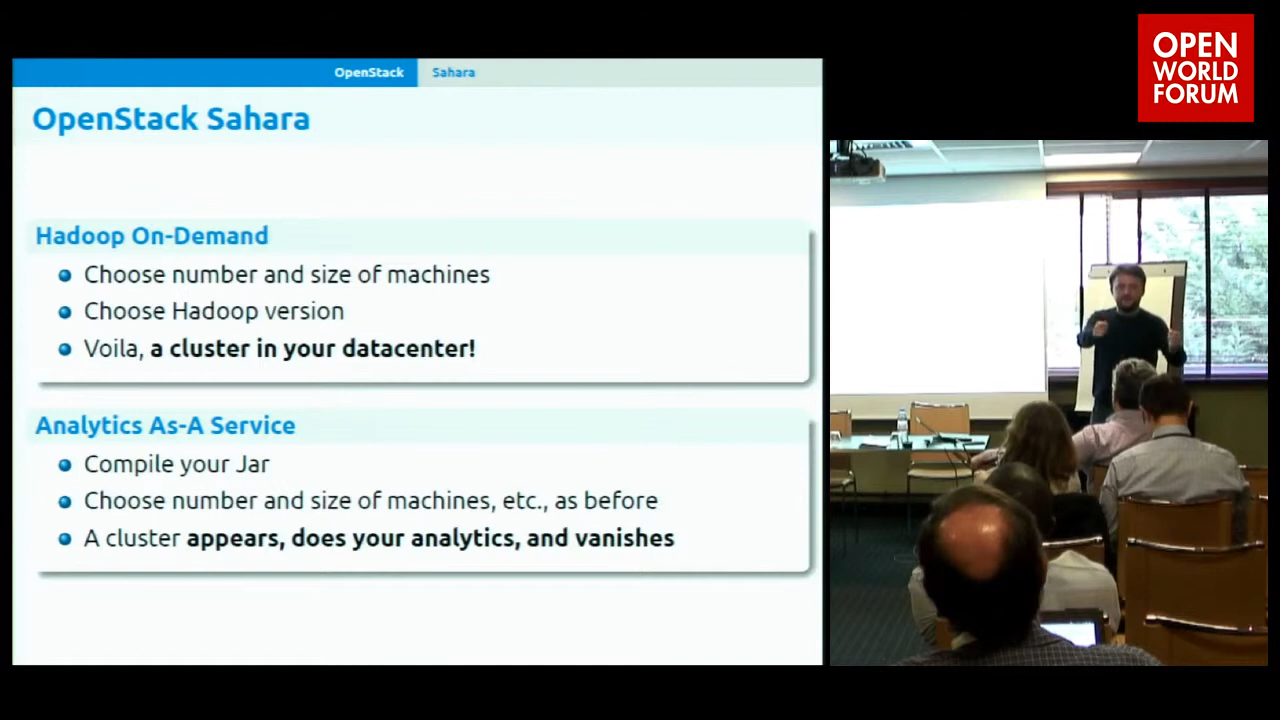 OPEN
WORLD
FORUM
OpenStack Sahara
OpenStack Sahara
Hadoop On-Demand
Choose number and size of machines
Choose Hadoop version
Voila, a cluster in your datacenter!
Analytics As-A Service
Compile your Jar
Choose number and size of machines, etc., as before
A cluster appears, does your analytics, and vanishes